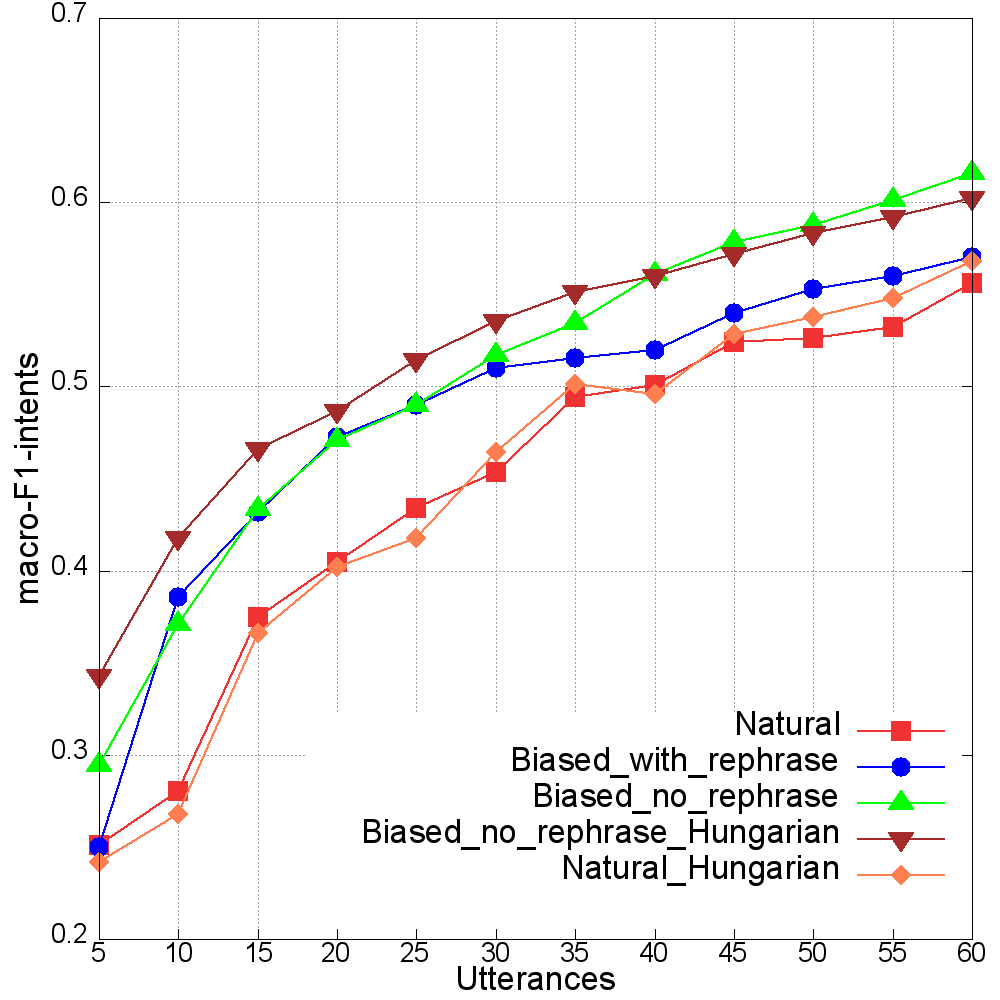 0.7
0.6
0.5
0.4
0.3
0.2
macro-F1-intents
Natural
Biased_with_rephrase
Biased_no_rephrase
Biased_no_rephrase_Hungarian
Natural_Hungarian
5 10 15 20 25 30 35 40 45 50 55 60
Utterances